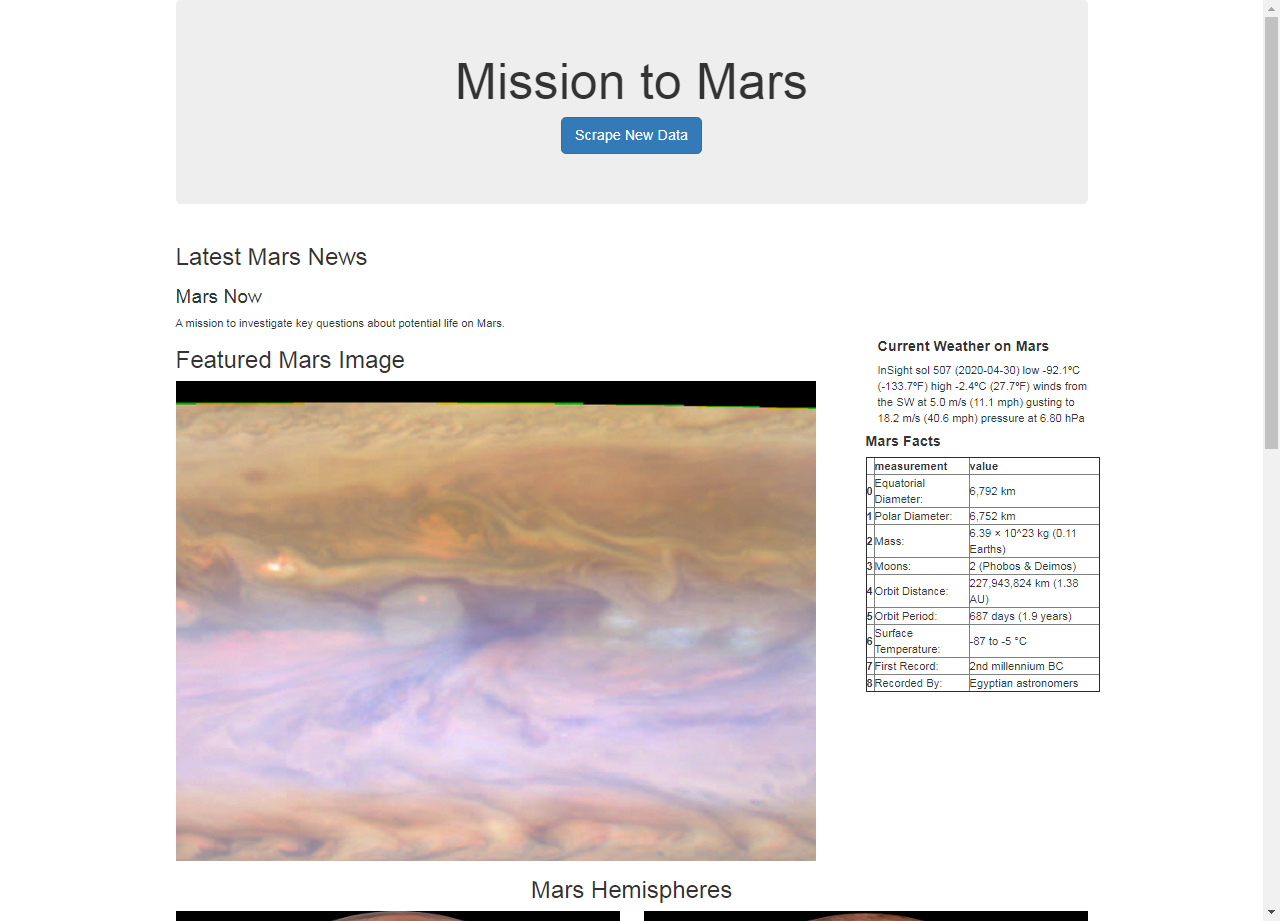 Mission to Mars
Scrape New Data
Latest Mars News
Mars Now
A mission to investigate key questions about potential life on Mars.
Featured Mars Image
Current Weather on Mars
InSight sol 507 (2020-04-30) low -92.1ºC
(-133.7ºF) high -2.4ºC (27.7ºF) winds from
the SW at 5.0 m/s (11.1 mph) gusting to
18.2 m/s (40.6 mph) pressure at 6.80 hPa
Mars Facts
measurement value
0 Equatorial Diameter: 6,792 km
1 Polar Diameter: 6,752 km
2 Mass: 6.39 × 10^23 kg (0.11 Earths)
3 Moons: 2 (Phobos & Deimos)
4 Orbit Distance: 227,943,824 km (1.38 AU)
5 Orbit Period: 687 days (1.9 years)
6 Surface Temperature: -87 to -5 °C
7 First Record: 2nd millennium BC
8 Recorded By: Egyptian astronomers
Mars Hemispheres